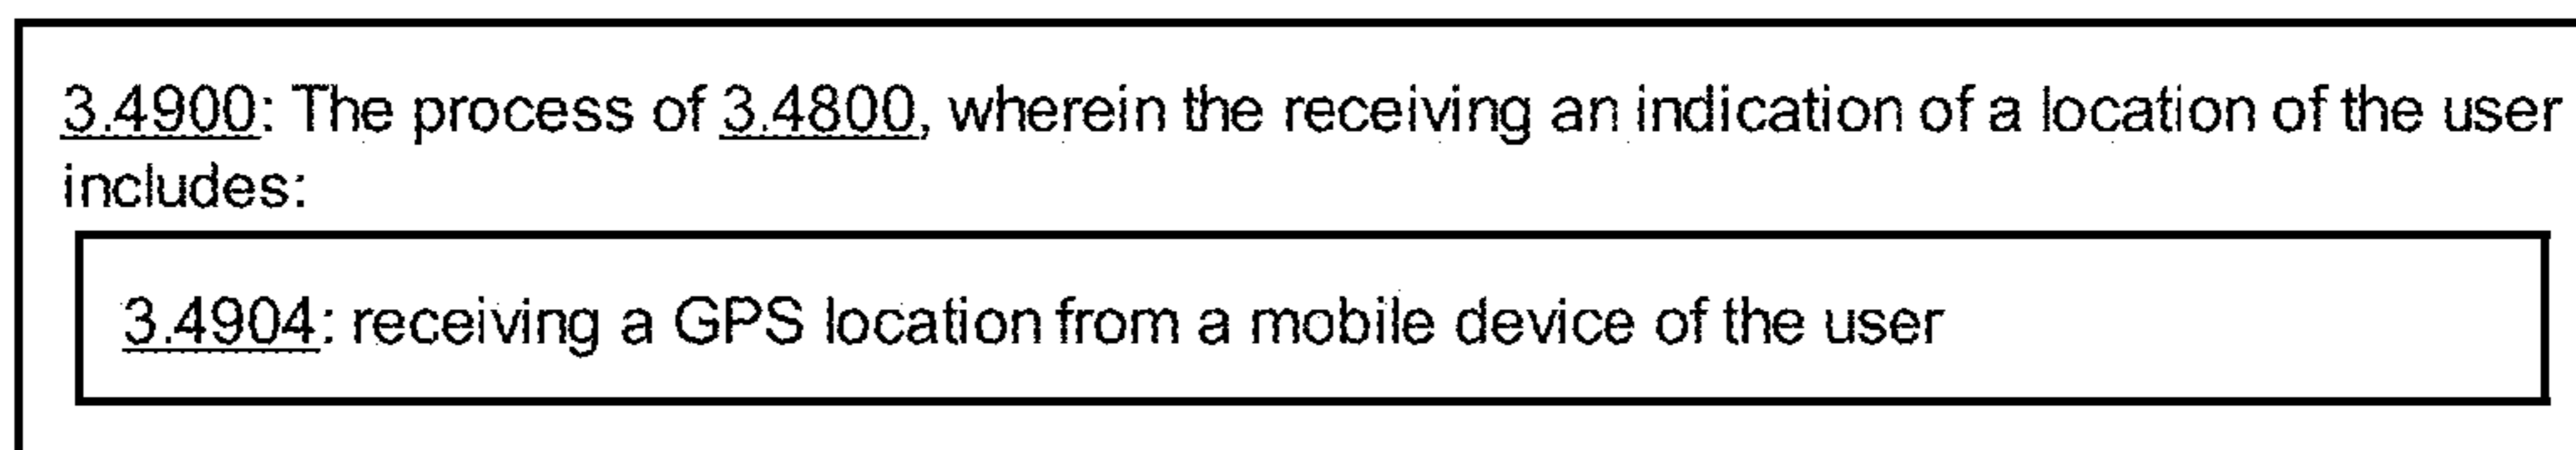 3.4900: The process of 3.4800, wherein the receiving an indication of a location of the user
includes:
3.4904: receiving a GPS location from a mobile device of the user